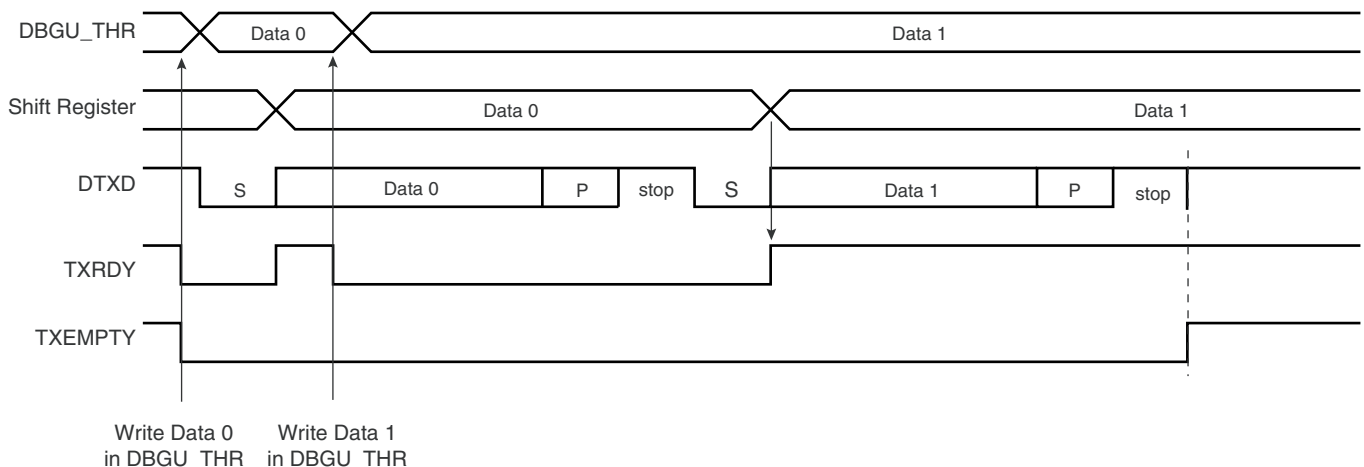 DBGU_THR
Data 0
Data 1
Shift Register
Data 0
Data 1
DTXD
S
Data 0
P
stop
S
Data 1
P
stop
TXRDY
TXEMPTY
Write Data 0
in DBGU_THR
Write Data 1
in DBGU_THR